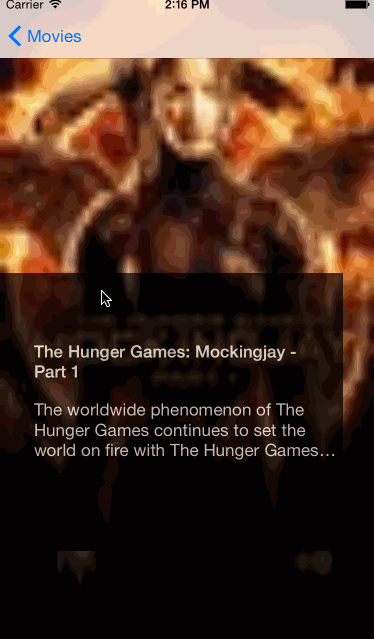 Carrier 2:16 PM
Movies
The Hunger Games: Mockingjay -
Part 1
The worldwide phenomenon of The
Hunger Games continues to set the
world on fire with The Hunger Games…